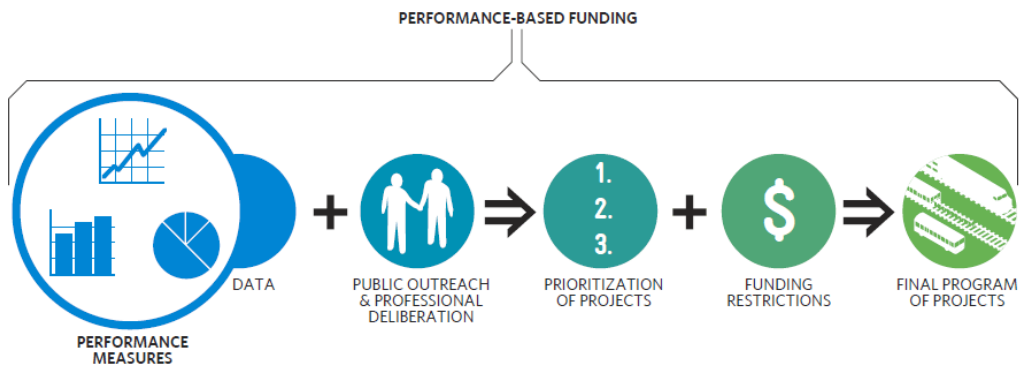 PERFORMANCE-BASED FUNDING
1.
2.
3.
$
DATA
PUBLIC OUTREACH
& PROFESSIONAL
DELIBERATION
PRIORITIZATION
OF PROJECTS
FUNDING
RESTRICTIONS
FINAL PROGRAM
OF PROJECTS
PERFORMANCE
MEASURES